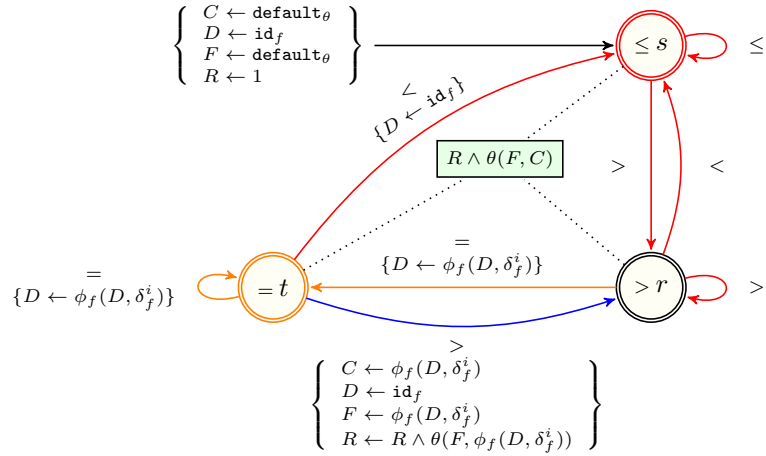 C ← default_θ
D ← id_f
F ← default_θ
R ← 1
≤ s
≤
<
{D ← id_f}
R ∧ θ(F, C)
>
<
=
{D ← ϕ_f(D, δ_f^i)}
=
{D ← ϕ_f(D, δ_f^i)}
= t
> r
>
>
C ← ϕ_f(D, δ_f^i)
D ← id_f
F ← ϕ_f(D, δ_f^i)
R ← R ∧ θ(F, ϕ_f(D, δ_f^i))